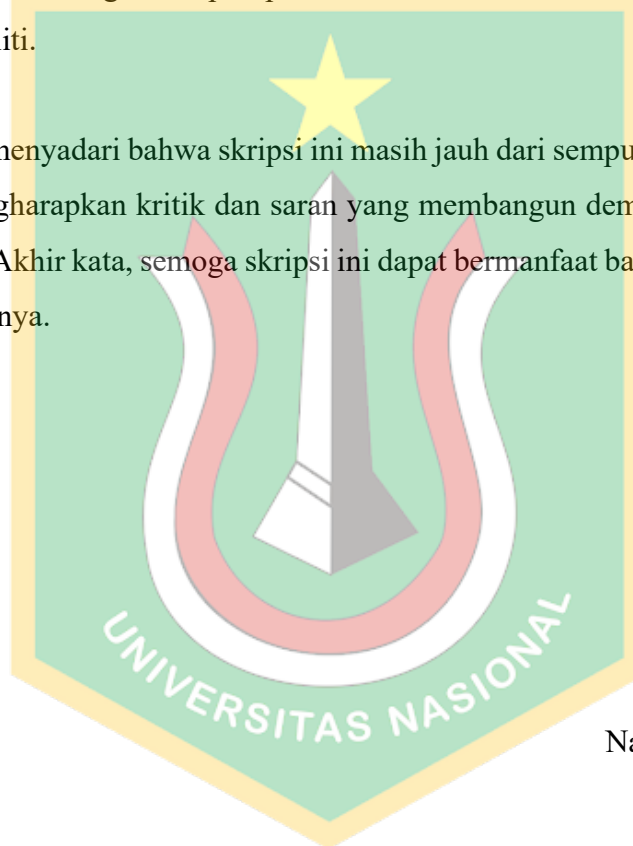 iti.
menyadari bahwa skripsi ini masih jauh dari sempu
gharapkan kritik dan saran yang membangun dem
Akhir kata, semoga skripsi ini dapat bermanfaat ba
nya.
UNIVERSITAS NASIONAL
Na